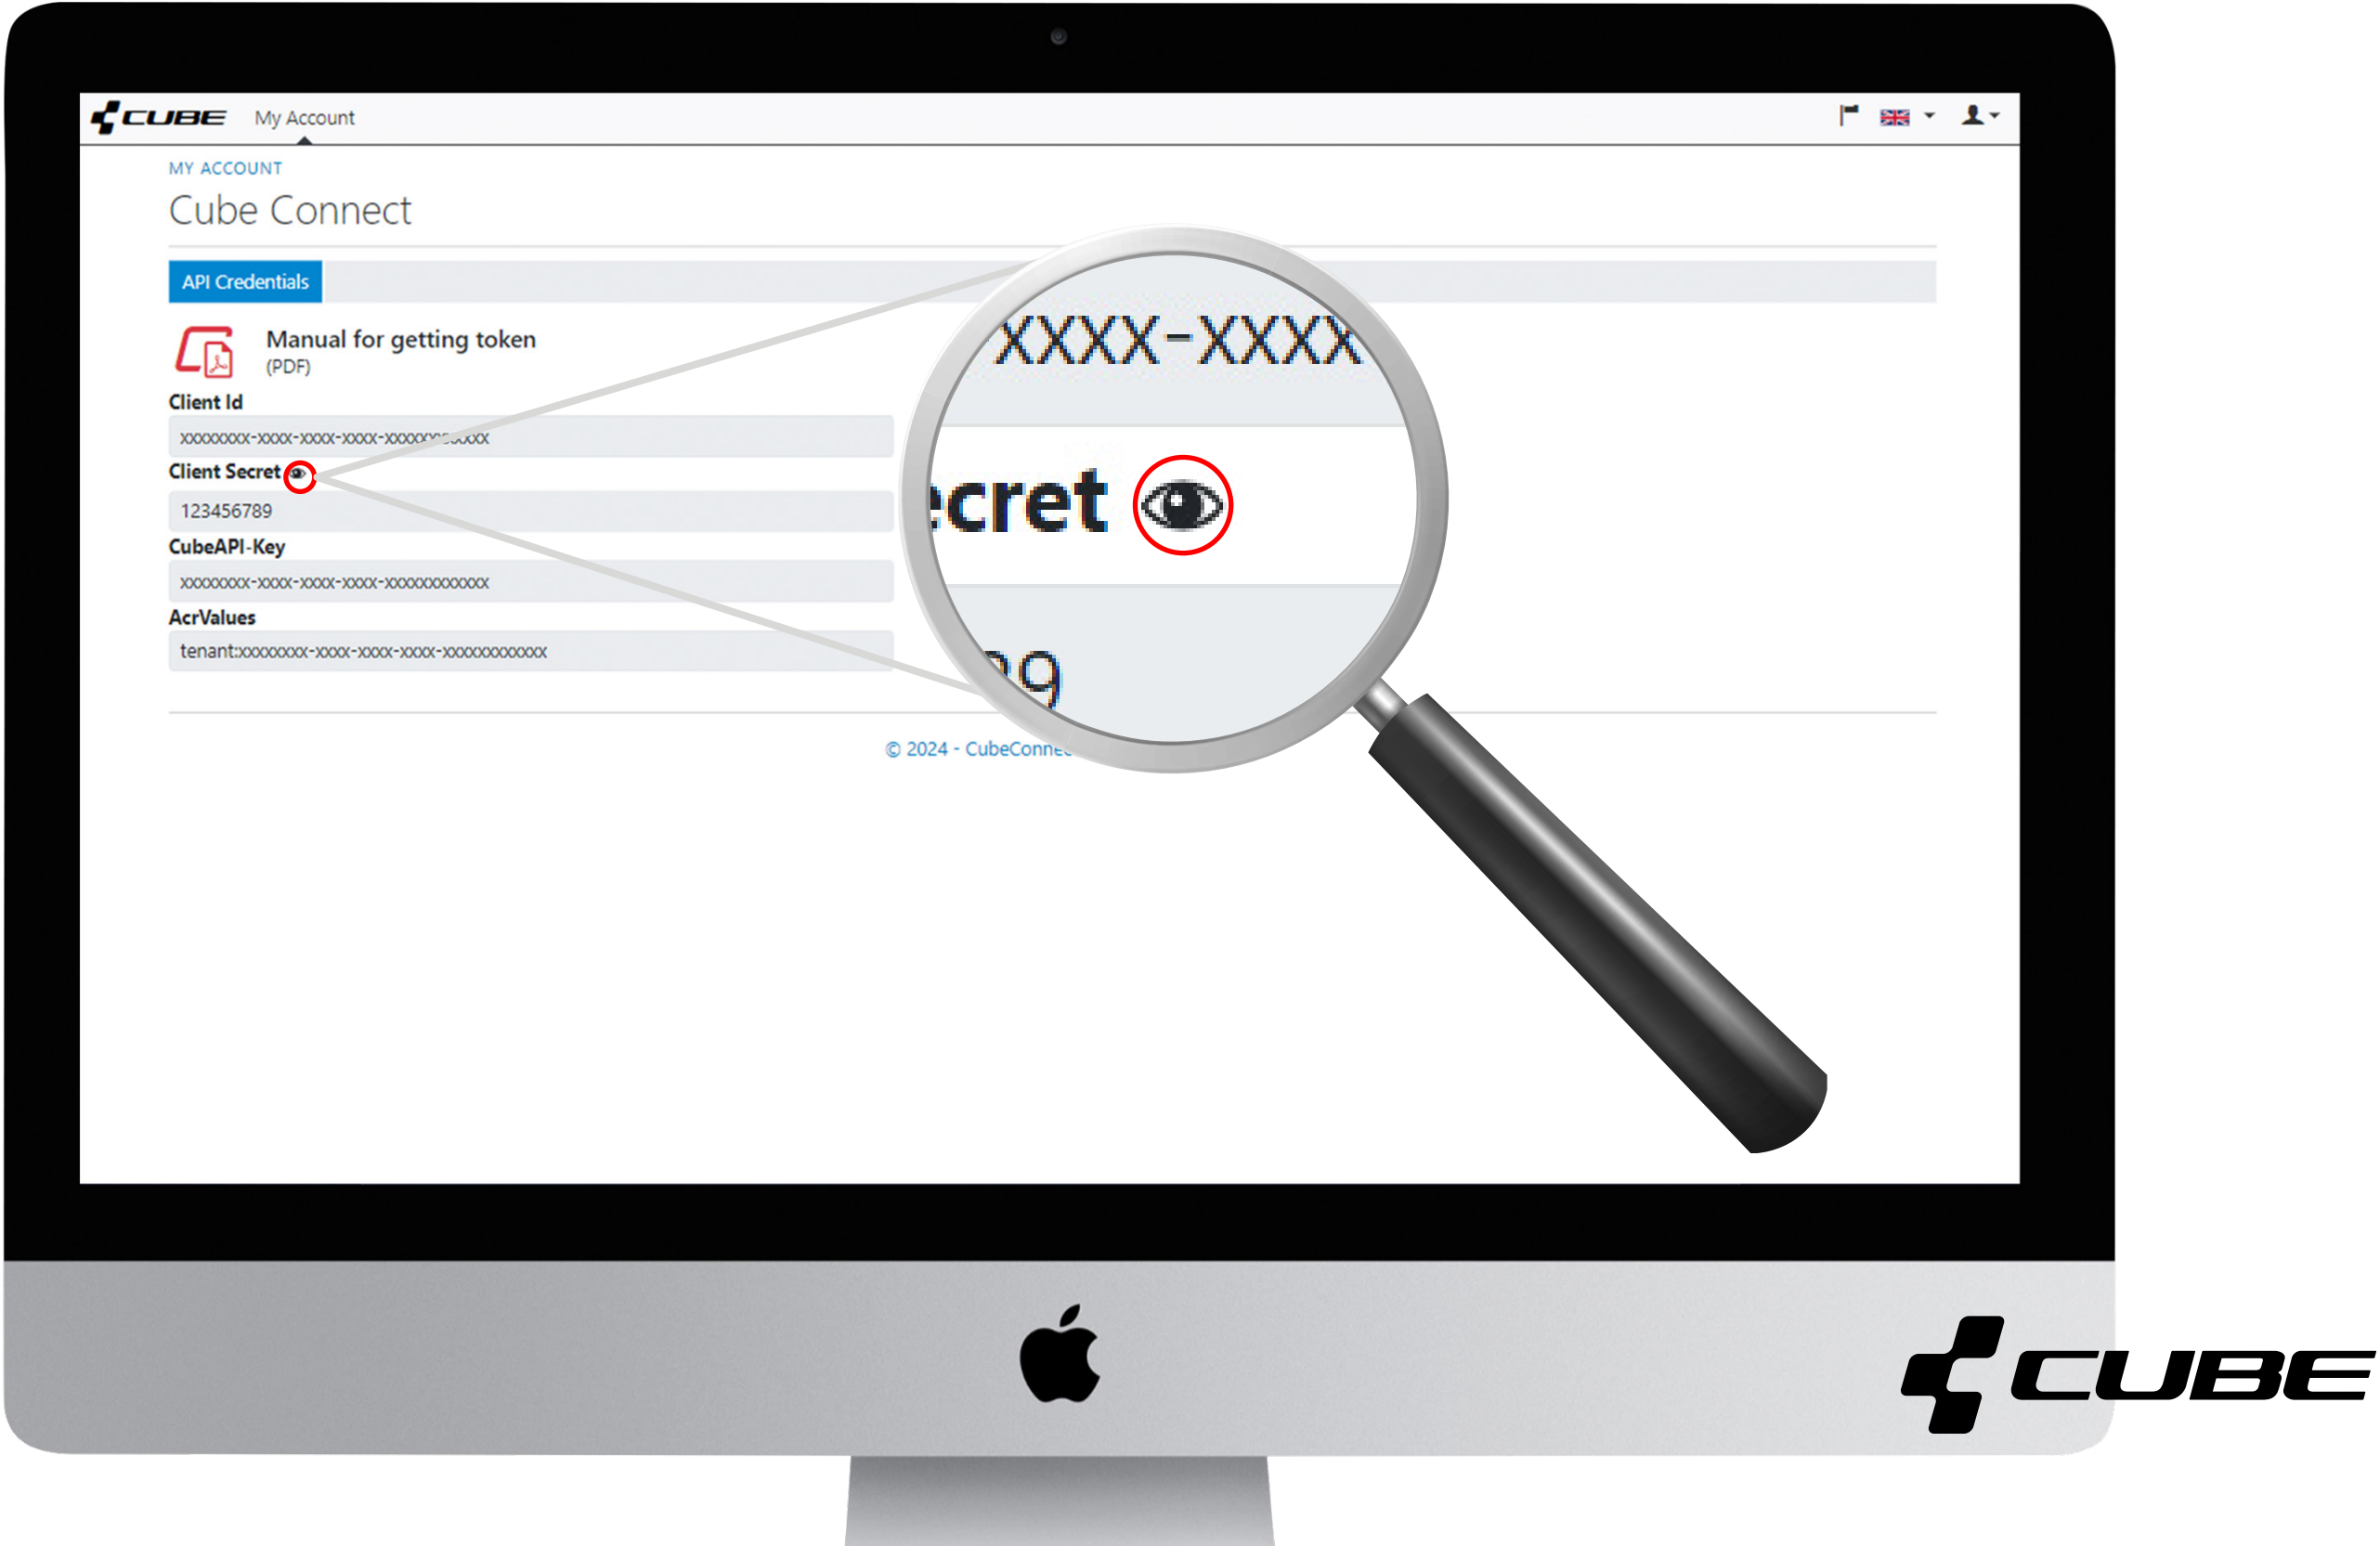 CUBE My Account
MY ACCOUNT
Cube Connect
API Credentials
Manual for getting token
(PDF)
Client Id
xxxxxxxx-xxxx-xxxx-xxxx-xxxxxxxxxxxx
Client Secret
123456789
CubeAPI-Key
xxxxxxxx-xxxx-xxxx-xxxx-xxxxxxxxxxxx
AcrValues
tenant:xxxxxxxx-xxxx-xxxx-xxxx-xxxxxxxxxxxx
xxxx-xxxx
ecret
9
© 2024 - CubeConnec
CUBE